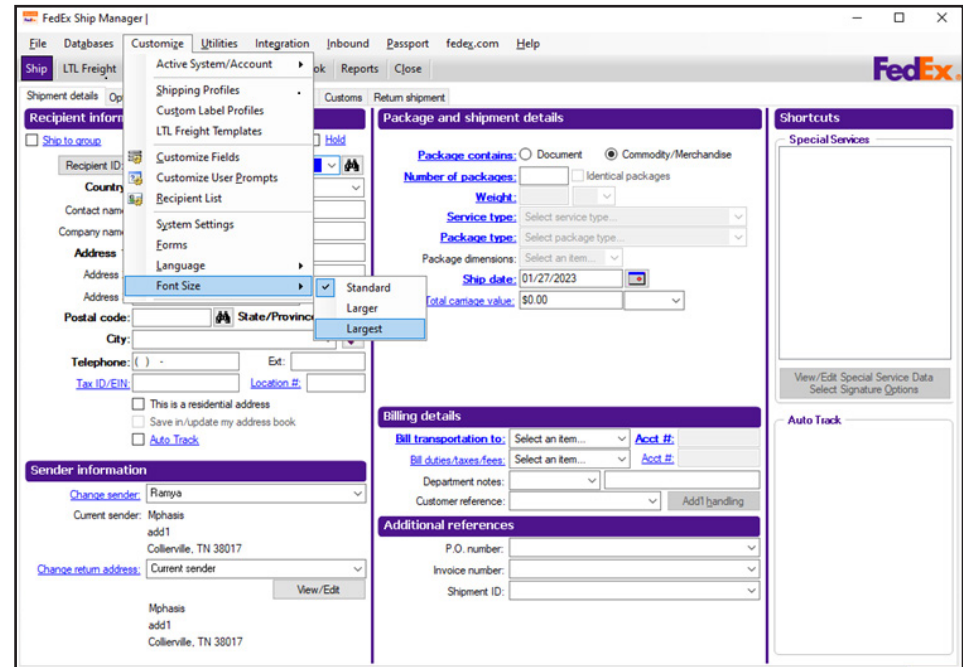 FedEx Ship Manager |
File Databases Customize Utilities Integration Inbound Passport fedex.com Help
Ship LTL Freight ok Reports Close
FedEx
Shipment details Op Customs Return shipment
Active System/Account
Shipping Profiles
Custom Label Profiles
LTL Freight Templates
Customize Fields
Customize User Prompts
Recipient List
System Settings
Forms
Language
Font Size
Standard
Larger
Largest
Recipient inform
Ship to group Hold
Recipient ID:
Country
Contact nam
Company nam
Address
Address
Address
Postal code: State/Provinc
City:
Telephone: ( ) - Ext:
Tax ID/EIN: Location #:
This is a residential address
Save in/update my address book
Auto Track
Sender information
Change sender: Ramya
Current sender: Mphasis
add1
Collierville, TN 38017
Change return address: Current sender
View/Edit
Mphasis
add1
Collierville, TN 38017
Package and shipment details
Package contains: Document Commodity/Merchandise
Number of packages: Identical packages
Weight:
Service type: Select service type...
Package type: Select package type...
Package dimensions: Select an item...
Ship date: 01/27/2023
Total carriage value: $0.00
Billing details
Bill transportation to: Select an item... Acct #:
Bill duties/taxes/fees: Select an item... Acct #:
Department notes:
Customer reference: Add'l handling
Additional references
P.O. number:
Invoice number:
Shipment ID:
Shortcuts
Special Services
View/Edit Special Service Data
Select Signature Options
Auto Track